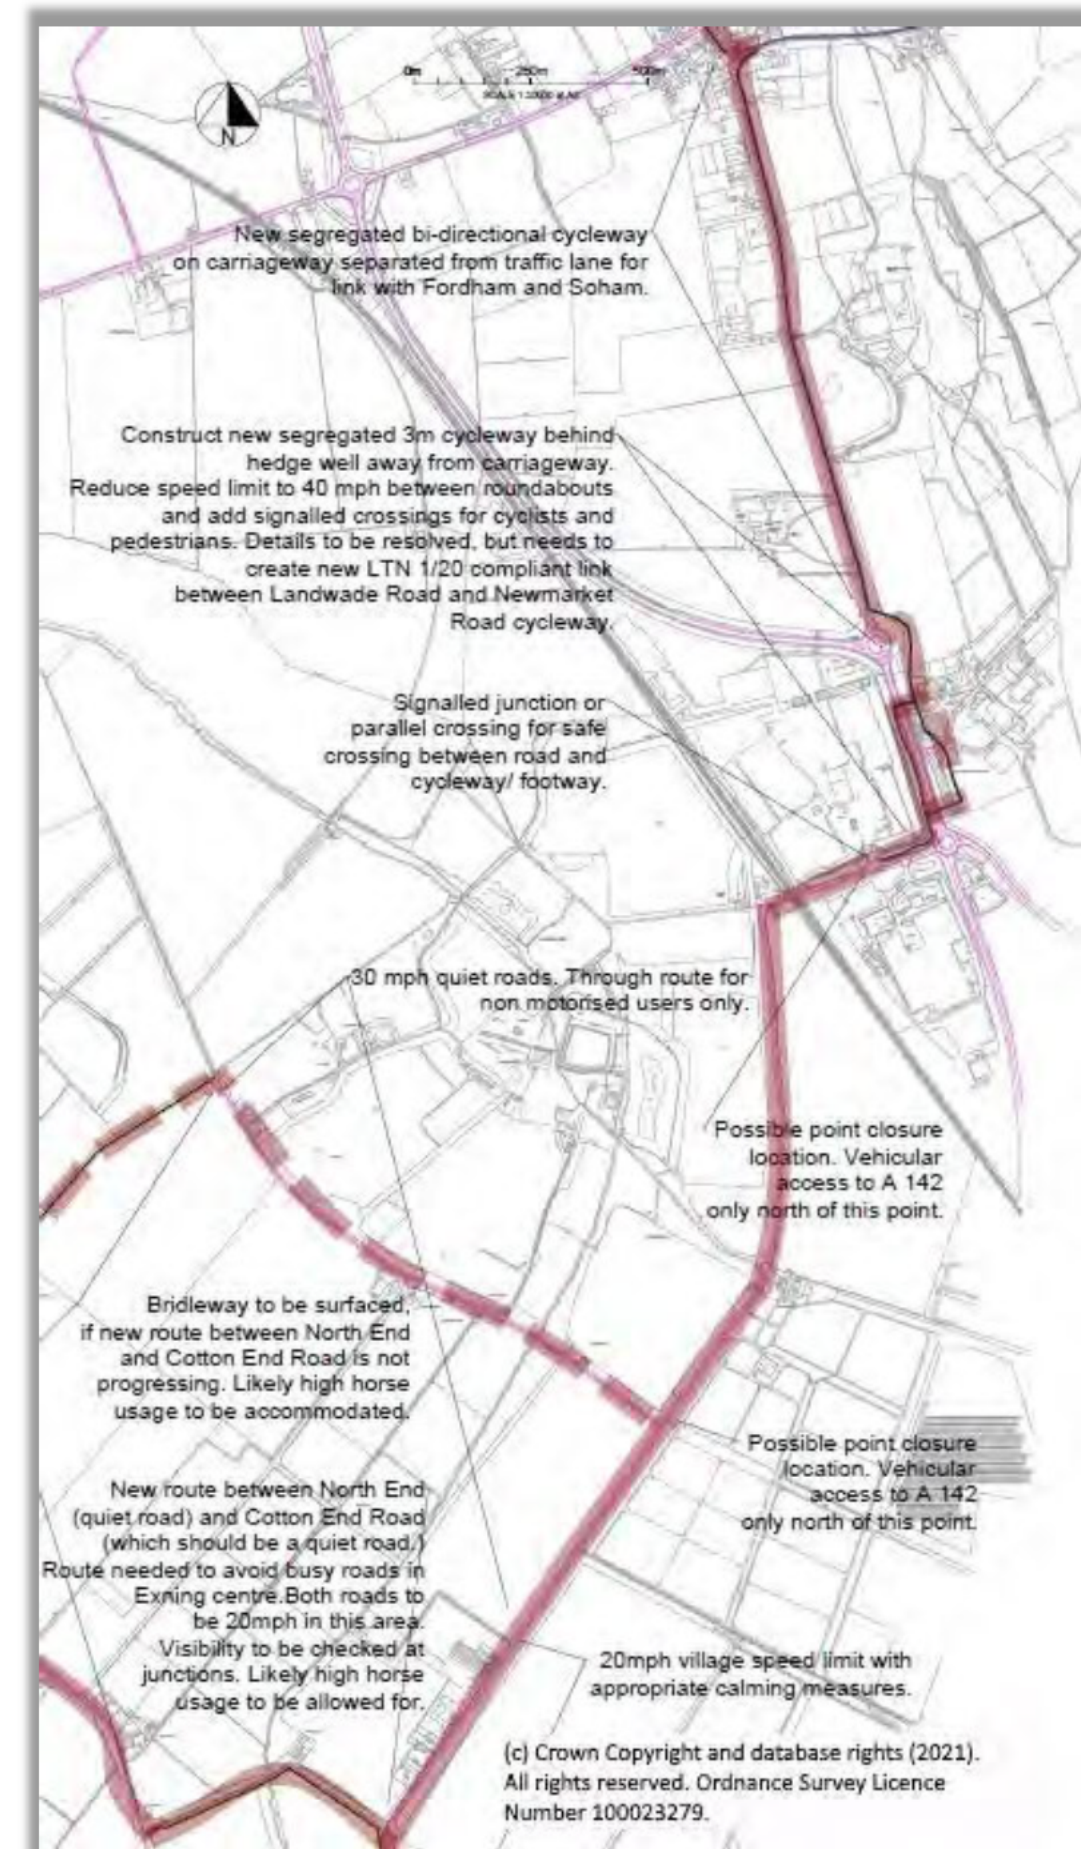 0m 250m 500m
N
New segregated bi-directional cycleway
on carriageway separated from traffic lane for
link with Fordham and Soham.
Construct new segregated 3m cycleway behind
hedge well away from carriageway.
Reduce speed limit to 40 mph between roundabouts
and add signalled crossings for cyclists and
pedestrians. Details to be resolved, but needs to
create new LTN 1/20 compliant link
between Landwade Road and Newmarket
Road cycleway.
Signalled junction or
parallel crossing for safe
crossing between road and
cycleway/ footway.
30 mph quiet roads. Through route for
non motorised users only.
Possible point closure
location. Vehicular
access to A 142
only north of this point.
Bridleway to be surfaced,
if new route between North End
and Cotton End Road is not
progressing. Likely high horse
usage to be accommodated.
Possible point closure
location. Vehicular
access to A 142
only north of this point.
New route between North End
(quiet road) and Cotton End Road
(which should be a quiet road.)
Route needed to avoid busy roads in
Exning centre.Both roads to
be 20mph in this area.
Visibility to be checked at
junctions. Likely high horse
usage to be allowed for.
20mph village speed limit with
appropriate calming measures.
(c) Crown Copyright and database rights (2021).
All rights reserved. Ordnance Survey Licence
Number 100023279.